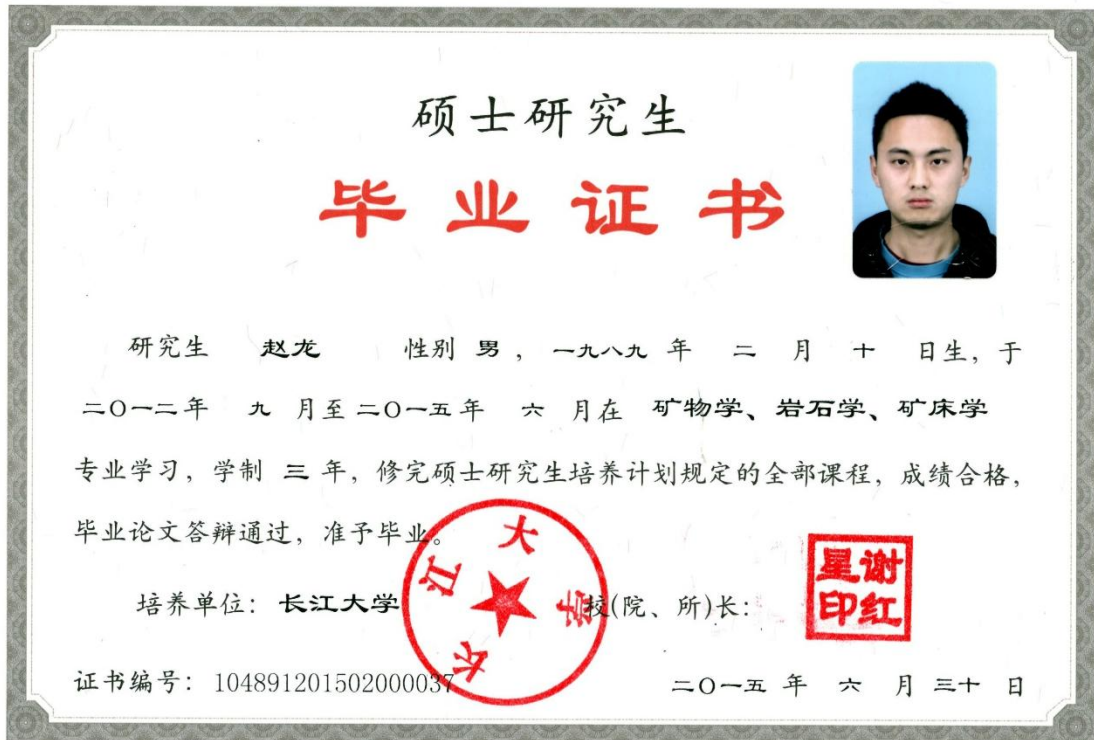 硕士研究生
毕业证书
研究生 赵龙 性别 男，一九八九 年 二 月 十 日生，于
二〇一二年 九 月至二〇一五年 六 月在 矿物学、岩石学、矿床学
专业学习，学制 三 年，修完硕士研究生培养计划规定的全部课程，成绩合格，
毕业论文答辩通过，准予毕业。
长江大学
培养单位：长江大学 校(院、所)长：
谢红星印
证书编号：104891201502000037 二〇一五 年 六 月 三十 日